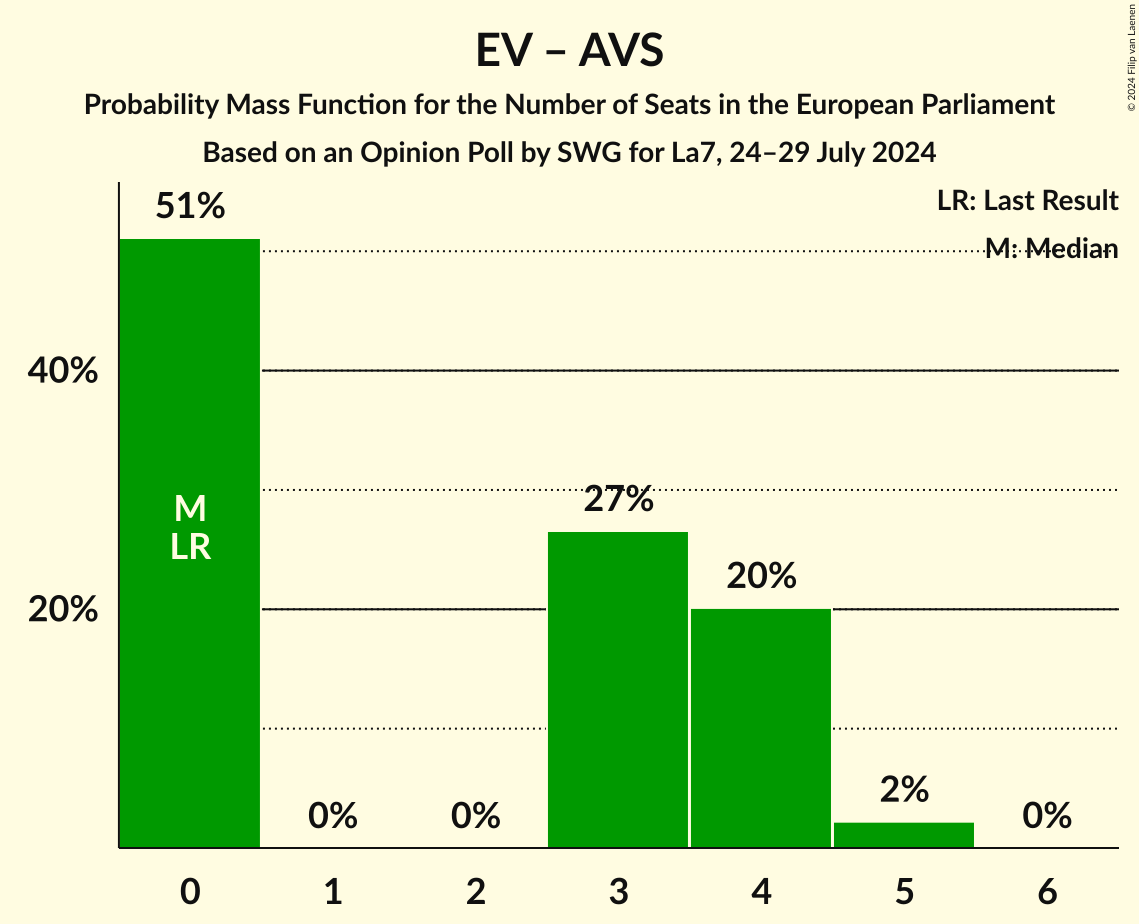 EV – AVS
Probability Mass Function for the Number of Seats in the European Parliament
Based on an Opinion Poll by SWG for La7, 24–29 July 2024
© 2024 Filip van Laenen
LR: Last Result
M: Median
51%
40%
20%
M
LR
0%
0%
27%
20%
2%
0%
0
1
2
3
4
5
6